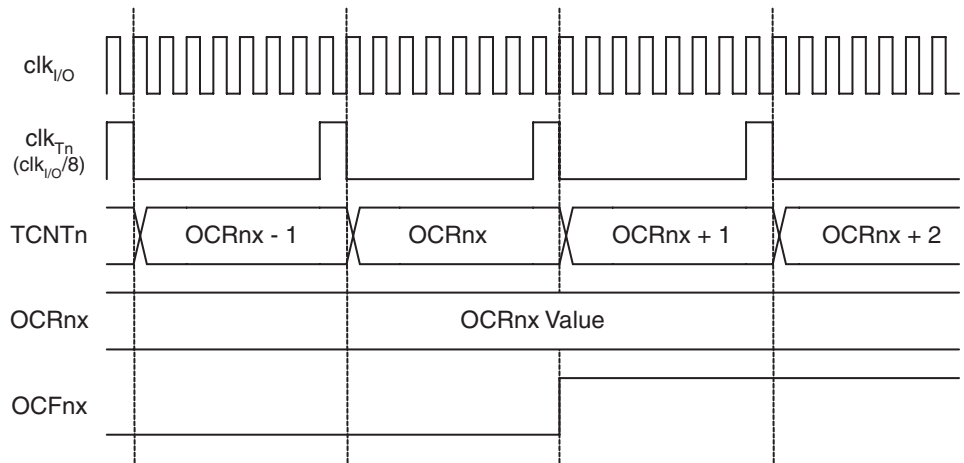 clkI/O
clkTn
(clkI/O/8)
TCNTn OCRnx - 1 OCRnx OCRnx + 1 OCRnx + 2
OCRnx OCRnx Value
OCFnx